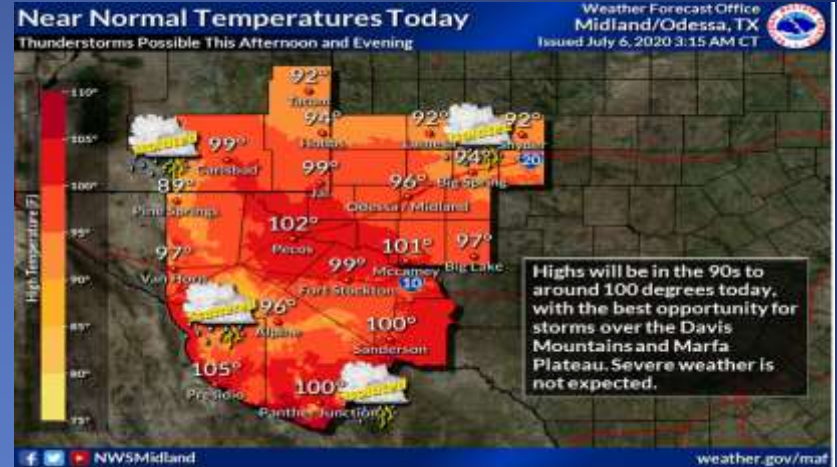 Near Normal Temperatures Today
Thunderstorms Possible This Afternoon and Evening
Weather Forecast Office
Midland/Odessa, TX
Issued July 6, 2020 3:15 AM CT
High Temperature (F)
110°
105°
100°
95°
90°
85°
80°
75°
92°
Tatum
94°
Hobbs
92°
Lamesa
92°
Snyder
Isolated
Isolated
99°
Carlsbad
94°
Big Spring
20
89°
Pine Springs
99°
Jal
96°
Odessa / Midland
102°
Pecos
101°
Mccamey
97°
Big Lake
97°
Van Horn
99°
Fort Stockton
10
Scattered
96°
Alpine
100°
Sanderson
105°
Presidio
100°
Panther Junction
Isolated
Highs will be in the 90s to
around 100 degrees today,
with the best opportunity for
storms over the Davis
Mountains and Marfa
Plateau. Severe weather is
not expected.
NWSMidland
weather.gov/maf